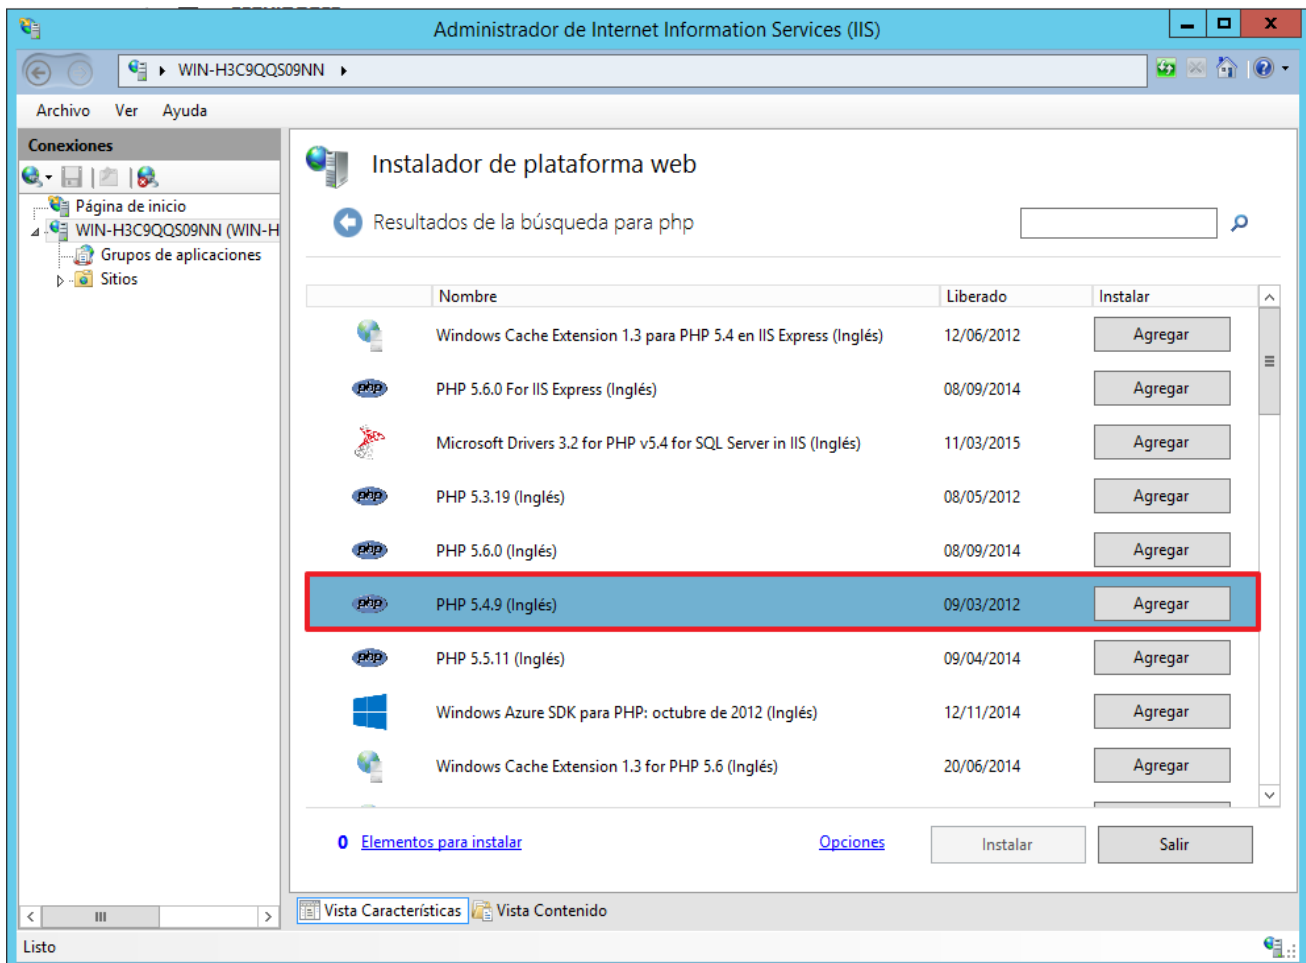 Administrador de Internet Information Services (IIS)
WIN-H3C9QQS09NN
Archivo Ver Ayuda
Conexiones
Página de inicio
WIN-H3C9QQS09NN (WIN-H
Grupos de aplicaciones
Sitios
Instalador de plataforma web
Resultados de la búsqueda para php
Nombre Liberado Instalar
Windows Cache Extension 1.3 para PHP 5.4 en IIS Express (Inglés) 12/06/2012 Agregar
php PHP 5.6.0 For IIS Express (Inglés) 08/09/2014 Agregar
Microsoft Drivers 3.2 for PHP v5.4 for SQL Server in IIS (Inglés) 11/03/2015 Agregar
php PHP 5.3.19 (Inglés) 08/05/2012 Agregar
php PHP 5.6.0 (Inglés) 08/09/2014 Agregar
php PHP 5.4.9 (Inglés) 09/03/2012 Agregar
php PHP 5.5.11 (Inglés) 09/04/2014 Agregar
Windows Azure SDK para PHP: octubre de 2012 (Inglés) 12/11/2014 Agregar
Windows Cache Extension 1.3 for PHP 5.6 (Inglés) 20/06/2014 Agregar
0 Elementos para instalar Opciones Instalar Salir
Vista Características Vista Contenido
Listo